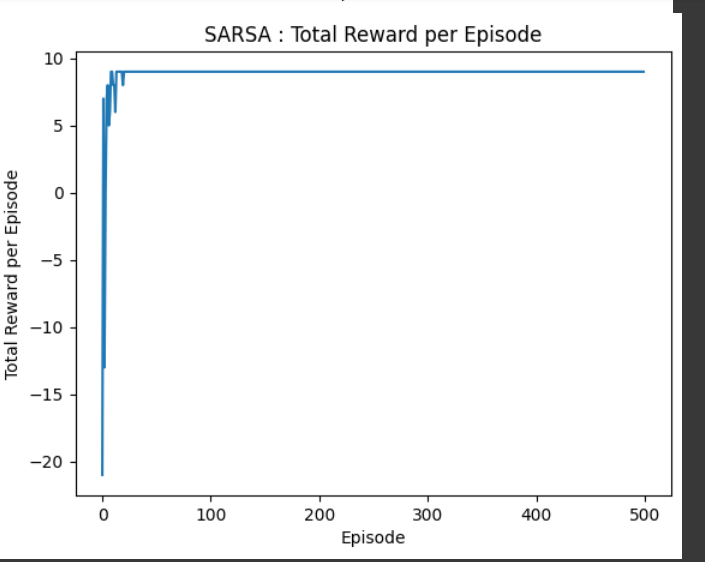 SARSA : Total Reward per Episode
Total Reward per Episode
10
5
0
−5
−10
−15
−20
0 100 200 300 400 500
Episode